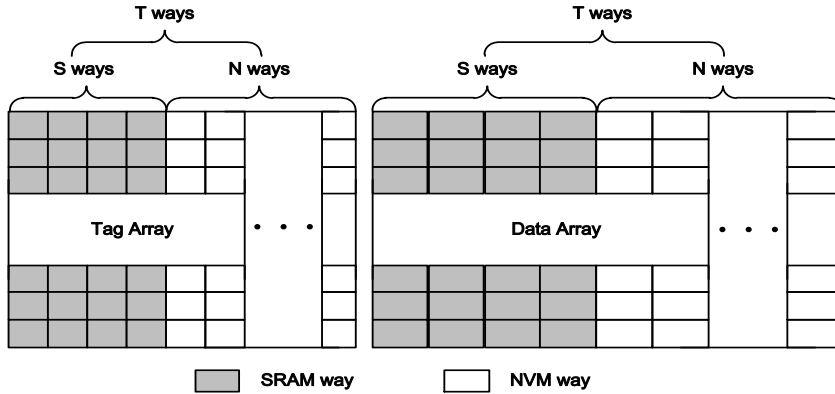 T ways
T ways
S ways
N ways
S ways
N ways
Tag Array
. . .
Data Array
. . .
SRAM way
NVM way